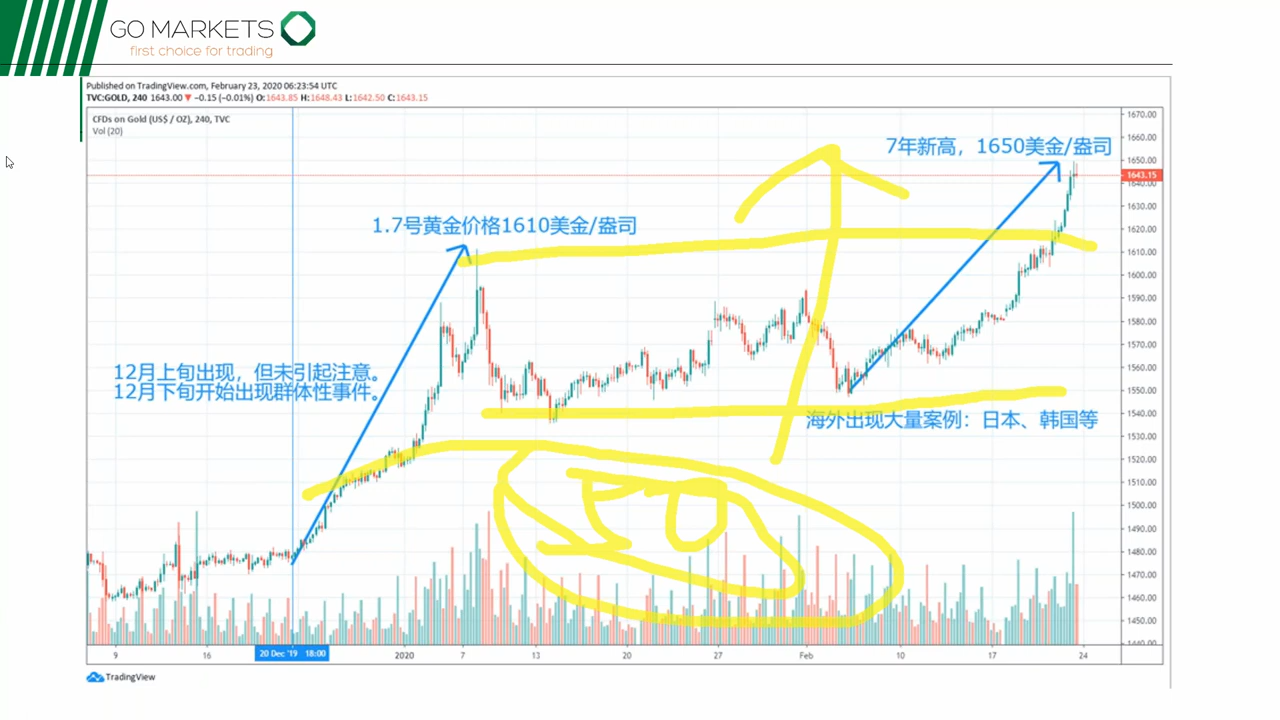 GO MARKETS
first choice for trading
Published on TradingView.com, February 23, 2020 06:23:54 UTC
TVC:GOLD, 240 1643.00 ▼ −0.15 (−0.01%) O:1643.85 H:1648.43 L:1642.50 C:1643.15
CFDs on Gold (US$ / OZ), 240, TVC
Vol (20)
7年新高，1650美金/盎司
1.7号黄金价格1610美金/盎司
12月上旬出现，但未引起注意。
12月下旬开始出现群体性事件。
海外出现大量案例：日本、韩国等
1670.00
1660.00
1650.00
1643.15
1640.00
1630.00
1620.00
1610.00
1600.00
1590.00
1580.00
1570.00
1560.00
1550.00
1540.00
1530.00
1520.00
1510.00
1500.00
1490.00
1480.00
1470.00
1460.00
1450.00
1440.00
9 16 20 Dec '19 18:00 2020 7 13 20 27 Feb 10 17 24
TradingView